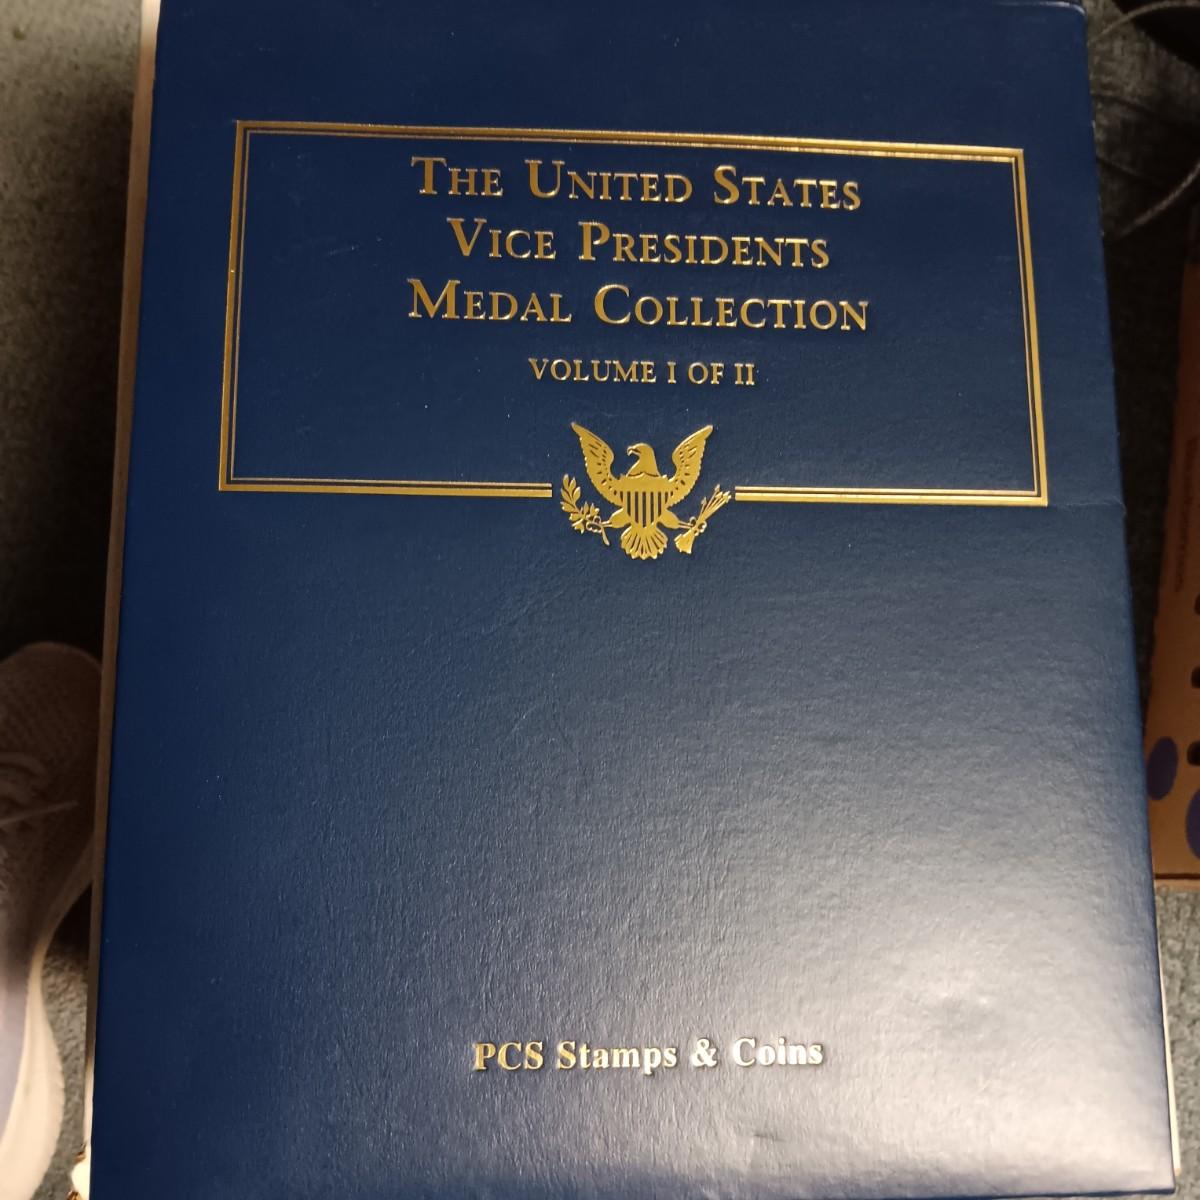 THE UNITED STATES
VICE PRESIDENTS
MEDAL COLLECTION
VOLUME I OF II
PCS Stamps & Coins